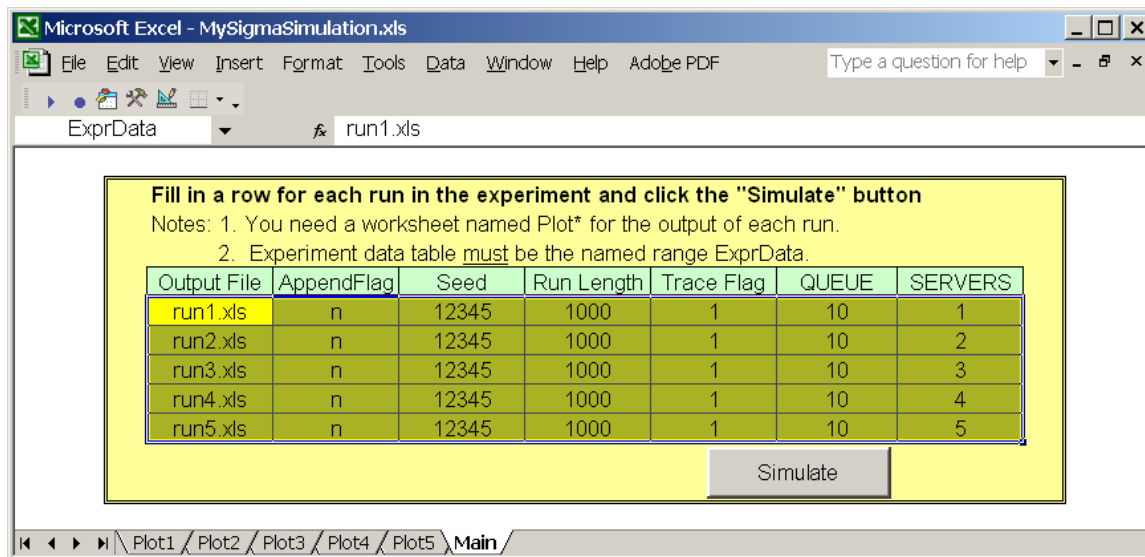 Microsoft Excel - MySigmaSimulation.xls
File Edit View Insert Format Tools Data Window Help Adobe PDF Type a question for help
ExprData fx run1.xls
Fill in a row for each run in the experiment and click the "Simulate" button
Notes: 1. You need a worksheet named Plot* for the output of each run.
2. Experiment data table must be the named range ExprData.
Output File AppendFlag Seed Run Length Trace Flag QUEUE SERVERS
run1.xls n 12345 1000 1 10 1
run2.xls n 12345 1000 1 10 2
run3.xls n 12345 1000 1 10 3
run4.xls n 12345 1000 1 10 4
run5.xls n 12345 1000 1 10 5
Simulate
Plot1 Plot2 Plot3 Plot4 Plot5 Main